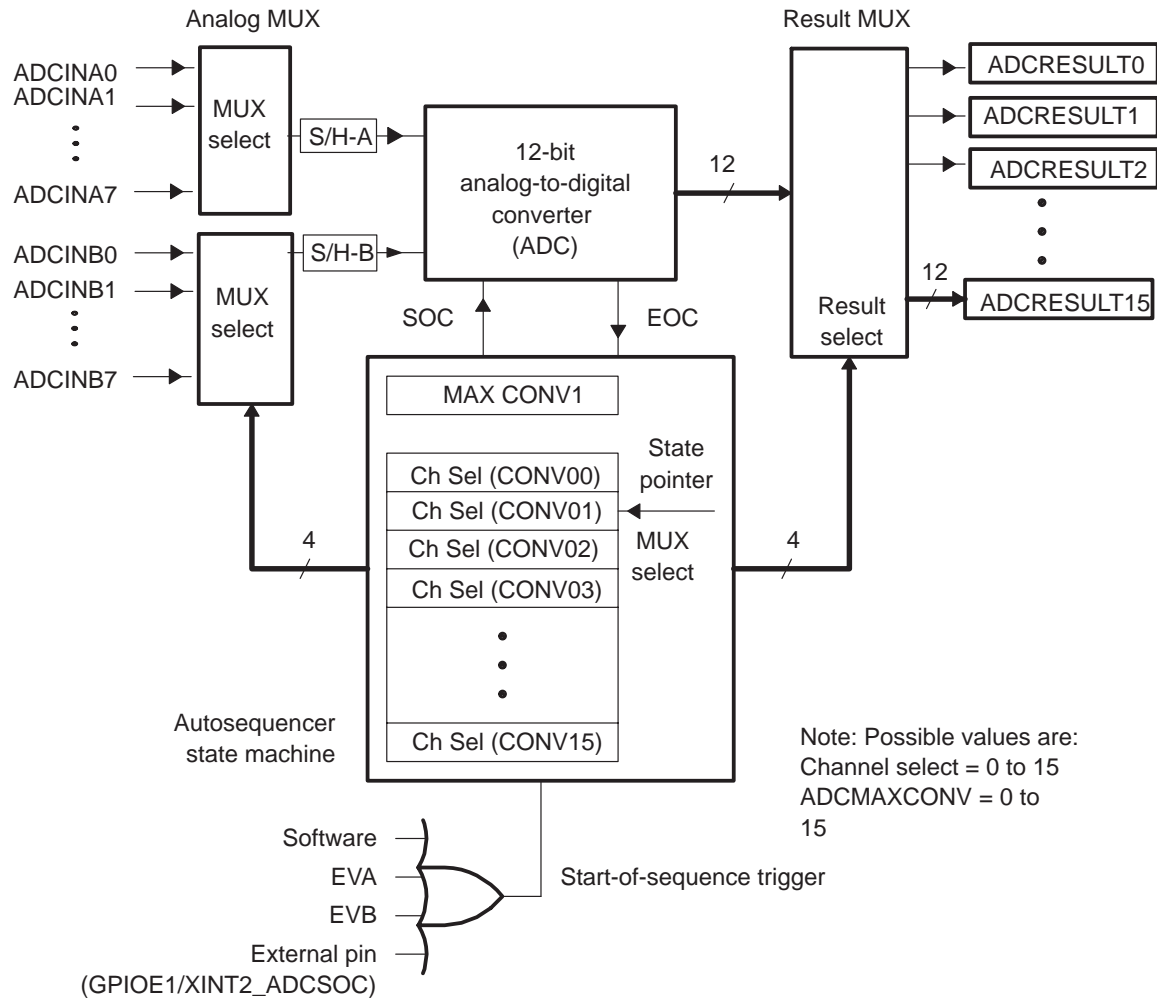 Analog MUX
Result MUX
ADCINA0
ADCINA1
ADCINA7
MUX
select
S/H-A
ADCINB0
ADCINB1
ADCINB7
MUX
select
S/H-B
12-bit
analog-to-digital
converter
(ADC)
12
SOC
EOC
Result
select
ADCRESULT0
ADCRESULT1
ADCRESULT2
12
ADCRESULT15
MAX CONV1
Ch Sel (CONV00)
Ch Sel (CONV01)
Ch Sel (CONV02)
Ch Sel (CONV03)
Ch Sel (CONV15)
State
pointer
MUX
select
4
4
Autosequencer
state machine
Note: Possible values are:
Channel select = 0 to 15
ADCMAXCONV = 0 to
15
Software
EVA
EVB
External pin
(GPIOE1/XINT2_ADCSOC)
Start-of-sequence trigger